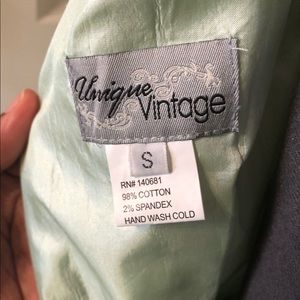 Unique
Vintage
S
RN# 140681
98% COTTON
2% SPANDEX
HAND WASH COLD